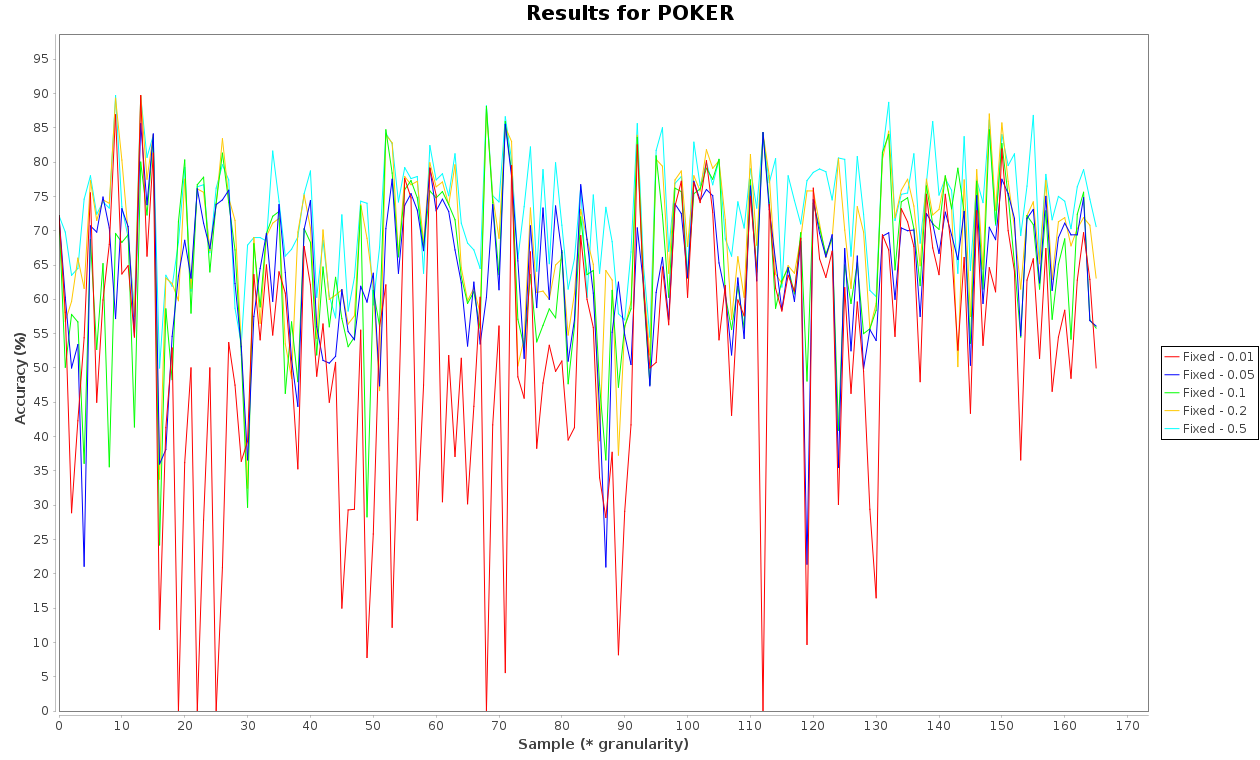 Results for POKER
Accuracy (%)
95
90
85
80
75
70
65
60
55
50
45
40
35
30
25
20
15
10
5
0
0 10 20 30 40 50 60 70 80 90 100 110 120 130 140 150 160 170
Sample (* granularity)
Fixed - 0.01
Fixed - 0.05
Fixed - 0.1
Fixed - 0.2
Fixed - 0.5